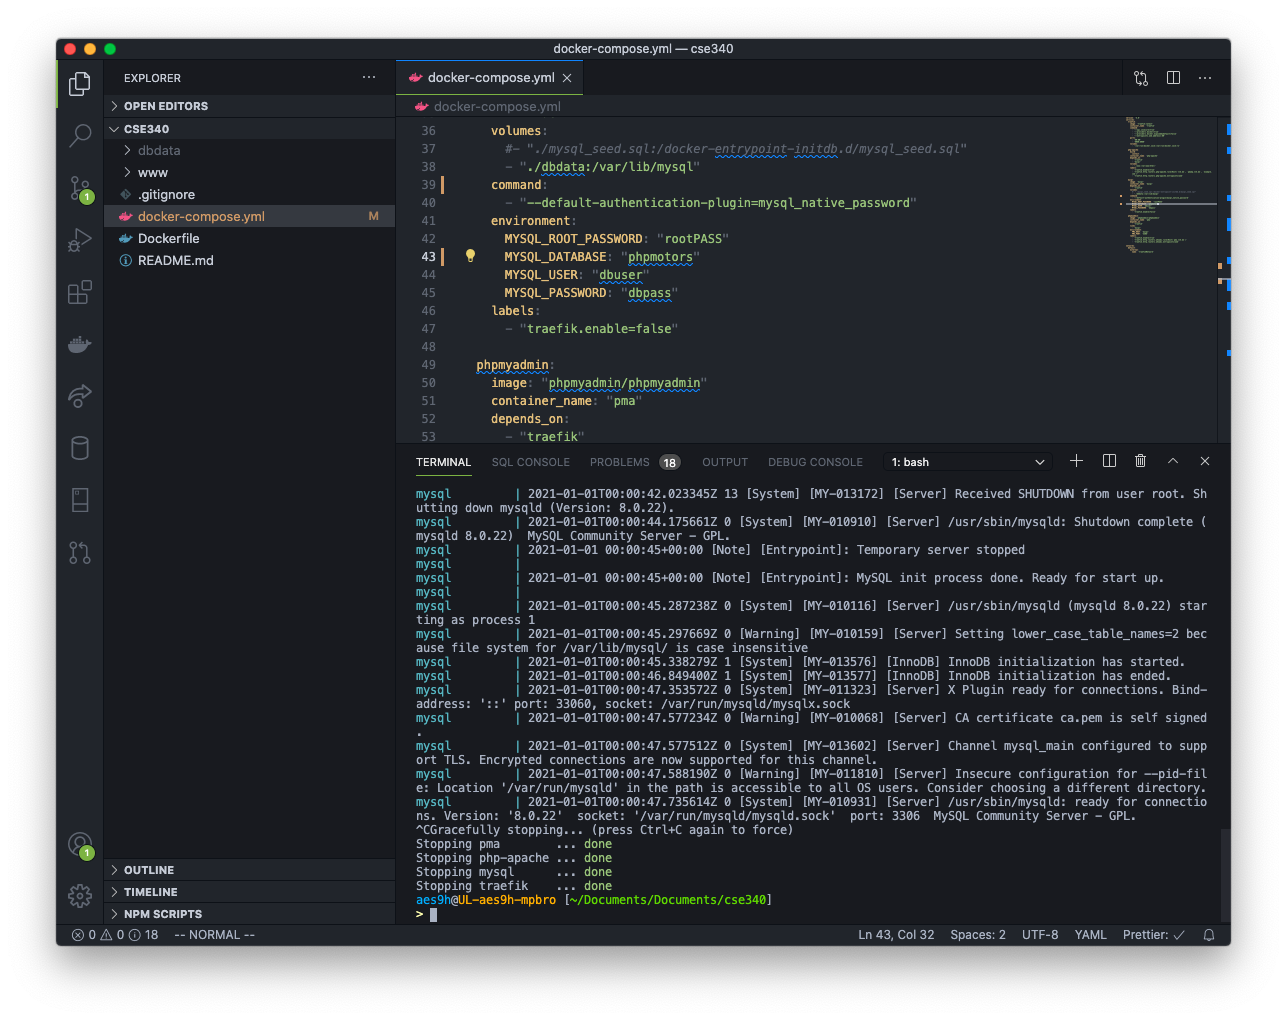 docker-compose.yml — cse340
EXPLORER
OPEN EDITORS
CSE340
dbdata
www
.gitignore
docker-compose.yml M
Dockerfile
README.md
OUTLINE
TIMELINE
NPM SCRIPTS
1
1
docker-compose.yml
docker-compose.yml
36 volumes:
37 #- "./mysql_seed.sql:/docker-entrypoint-initdb.d/mysql_seed.sql"
38 - "./dbdata:/var/lib/mysql"
39 command:
40 - "--default-authentication-plugin=mysql_native_password"
41 environment:
42 MYSQL_ROOT_PASSWORD: "rootPASS"
43 MYSQL_DATABASE: "phpmotors"
44 MYSQL_USER: "dbuser"
45 MYSQL_PASSWORD: "dbpass"
46 labels:
47 - "traefik.enable=false"
48
49 phpmyadmin:
50 image: "phpmyadmin/phpmyadmin"
51 container_name: "pma"
52 depends_on:
53 - "traefik"
TERMINAL SQL CONSOLE PROBLEMS 18 OUTPUT DEBUG CONSOLE 1: bash
mysql | 2021-01-01T00:00:42.023345Z 13 [System] [MY-013172] [Server] Received SHUTDOWN from user root. Sh
utting down mysqld (Version: 8.0.22).
mysql | 2021-01-01T00:00:44.175661Z 0 [System] [MY-010910] [Server] /usr/sbin/mysqld: Shutdown complete (
mysqld 8.0.22) MySQL Community Server - GPL.
mysql | 2021-01-01 00:00:45+00:00 [Note] [Entrypoint]: Temporary server stopped
mysql |
mysql | 2021-01-01 00:00:45+00:00 [Note] [Entrypoint]: MySQL init process done. Ready for start up.
mysql |
mysql | 2021-01-01T00:00:45.287238Z 0 [System] [MY-010116] [Server] /usr/sbin/mysqld (mysqld 8.0.22) star
ting as process 1
mysql | 2021-01-01T00:00:45.297669Z 0 [Warning] [MY-010159] [Server] Setting lower_case_table_names=2 bec
ause file system for /var/lib/mysql/ is case insensitive
mysql | 2021-01-01T00:00:45.338279Z 1 [System] [MY-013576] [InnoDB] InnoDB initialization has started.
mysql | 2021-01-01T00:00:46.849400Z 1 [System] [MY-013577] [InnoDB] InnoDB initialization has ended.
mysql | 2021-01-01T00:00:47.353572Z 0 [System] [MY-011323] [Server] X Plugin ready for connections. Bind-
address: '::' port: 33060, socket: /var/run/mysqld/mysqlx.sock
mysql | 2021-01-01T00:00:47.577234Z 0 [Warning] [MY-010068] [Server] CA certificate ca.pem is self signed
.
mysql | 2021-01-01T00:00:47.577512Z 0 [System] [MY-013602] [Server] Channel mysql_main configured to supp
ort TLS. Encrypted connections are now supported for this channel.
mysql | 2021-01-01T00:00:47.588190Z 0 [Warning] [MY-011810] [Server] Insecure configuration for --pid-fil
e: Location '/var/run/mysqld' in the path is accessible to all OS users. Consider choosing a different directory.
mysql | 2021-01-01T00:00:47.735614Z 0 [System] [MY-010931] [Server] /usr/sbin/mysqld: ready for connectio
ns. Version: '8.0.22' socket: '/var/run/mysqld/mysqld.sock' port: 3306 MySQL Community Server - GPL.
^CGracefully stopping... (press Ctrl+C again to force)
Stopping pma ... done
Stopping php-apache ... done
Stopping mysql ... done
Stopping traefik ... done
aes9h@UL-aes9h-mpbro [~/Documents/Documents/cse340]
>
0 0 18 -- NORMAL -- Ln 43, Col 32 Spaces: 2 UTF-8 YAML Prettier: ✓